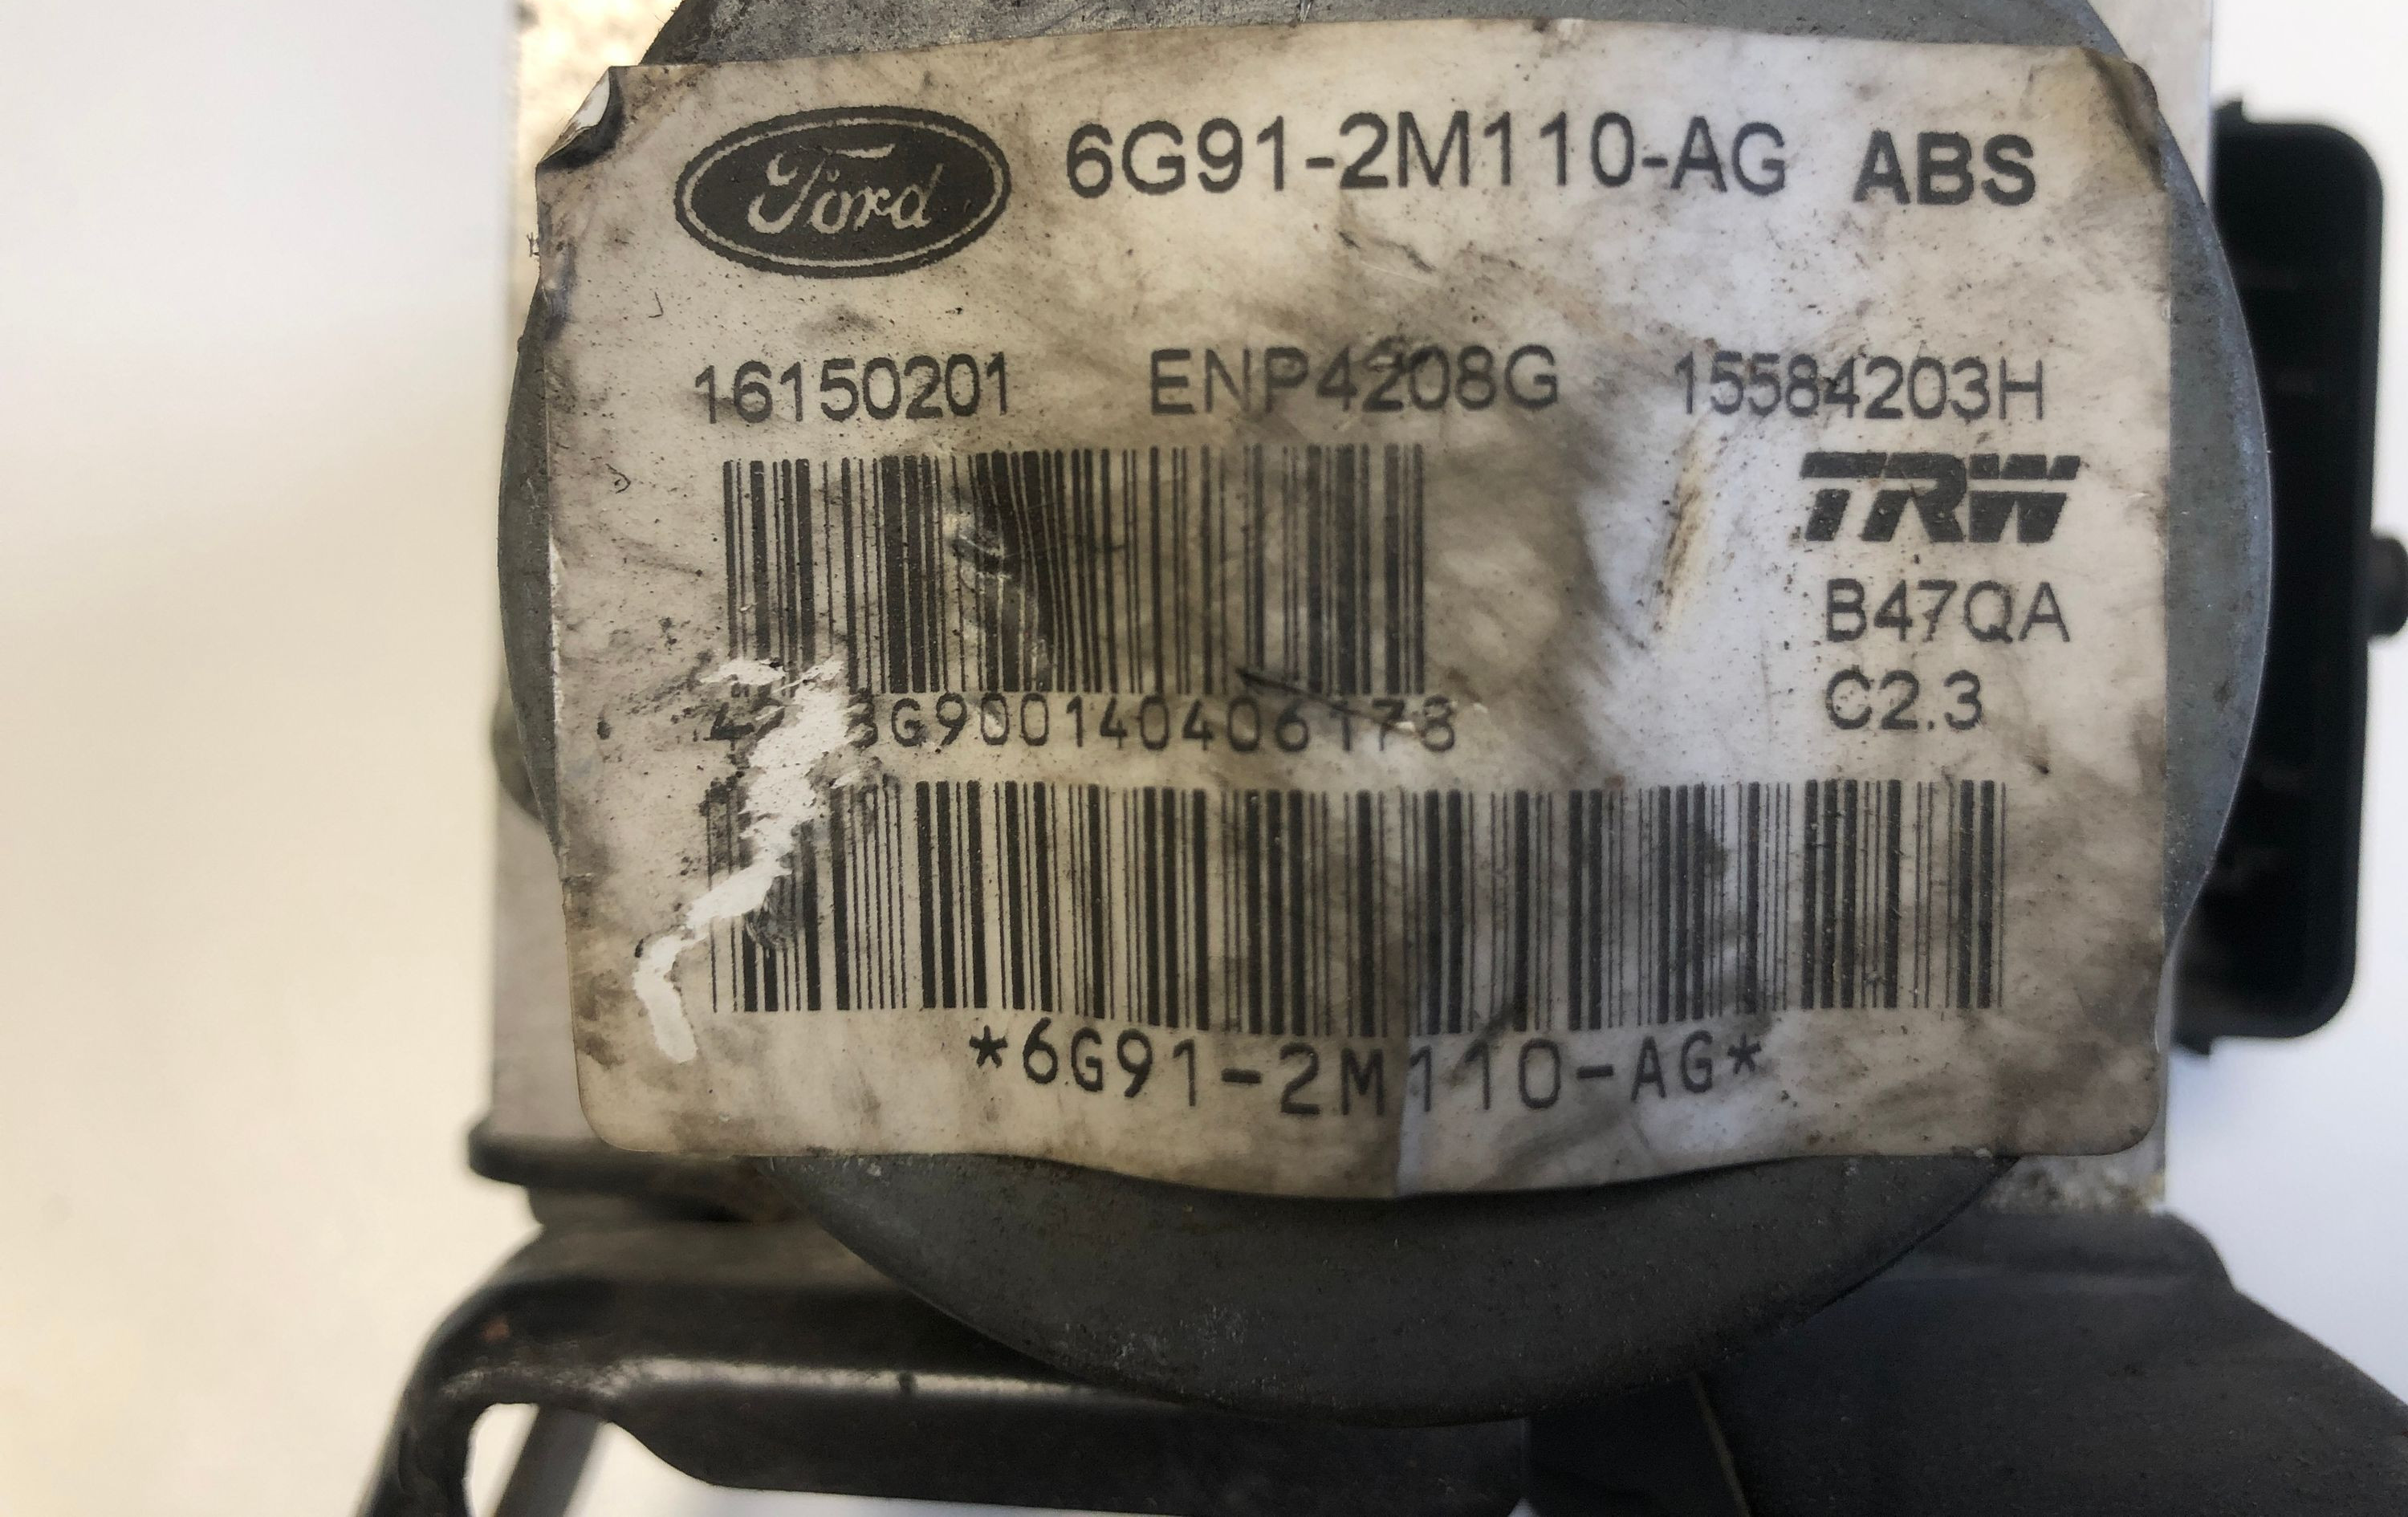 Ford 6G91-2M110-AG ABS
16150201 ENP4208G 15584203H
TRW
B47QA
C2.3
*6G91-2M110-AG*